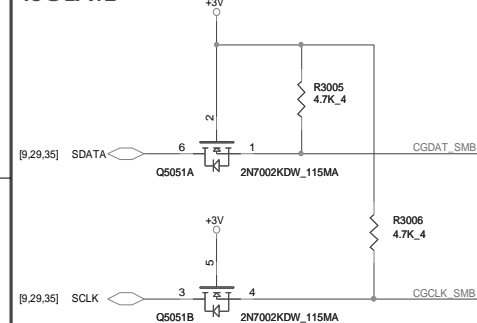 +3V
R3005
4.7K_4
2
6
1
[9,29,35] SDATA
CGDAT_SMB
Q5051A
2N7002KDW_115MA
+3V
R3006
4.7K_4
5
3
4
[9,29,35] SCLK
CGCLK_SMB
Q5051B
2N7002KDW_115MA